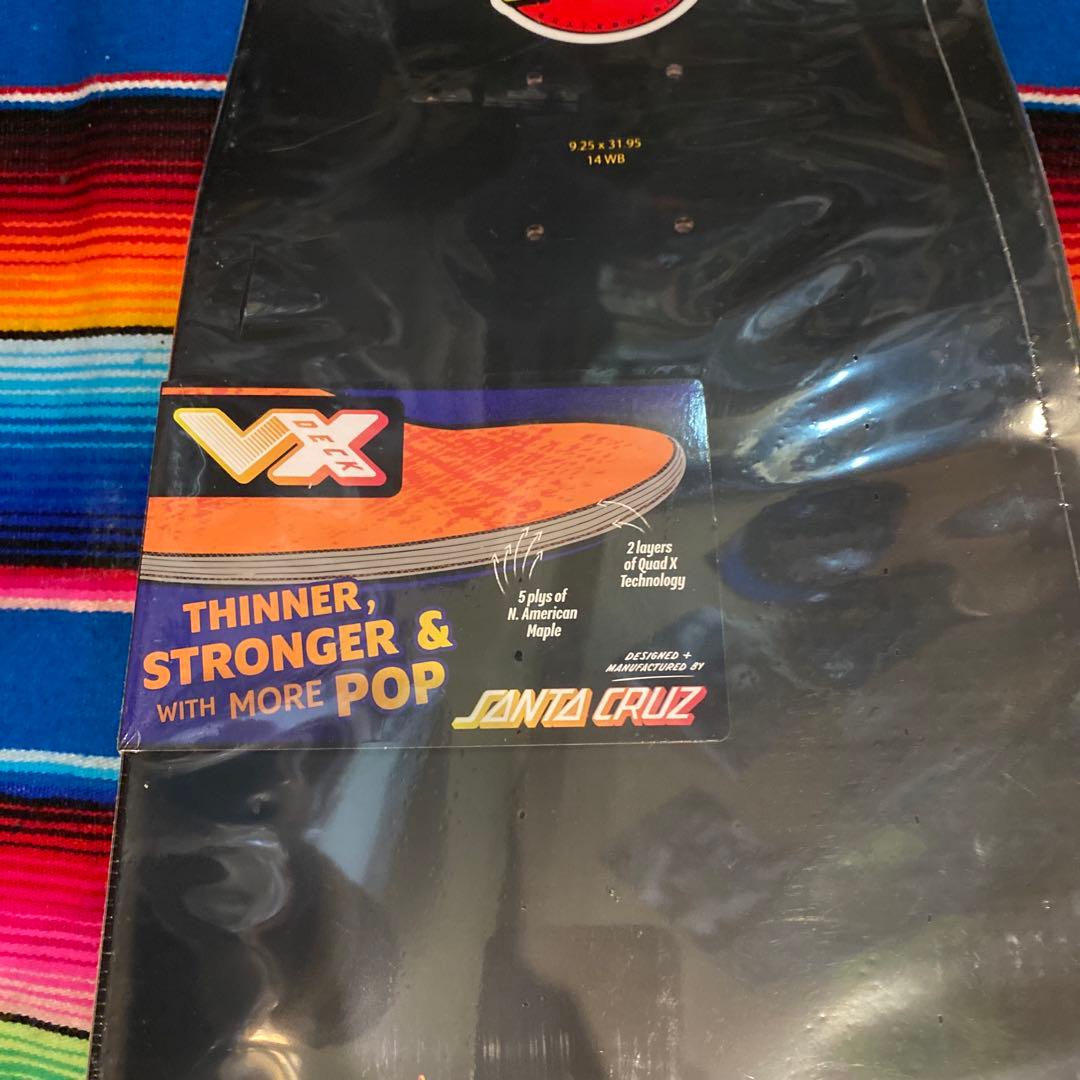 SKATEBOARDS
9.25 x 31.95
14 WB
VX
DECK
2 layers
of Quad X
Technology
5 plys of
N. American
Maple
THINNER,
STRONGER &
WITH MORE POP
DESIGNED +
MANUFACTURED BY
SANTA CRUZ